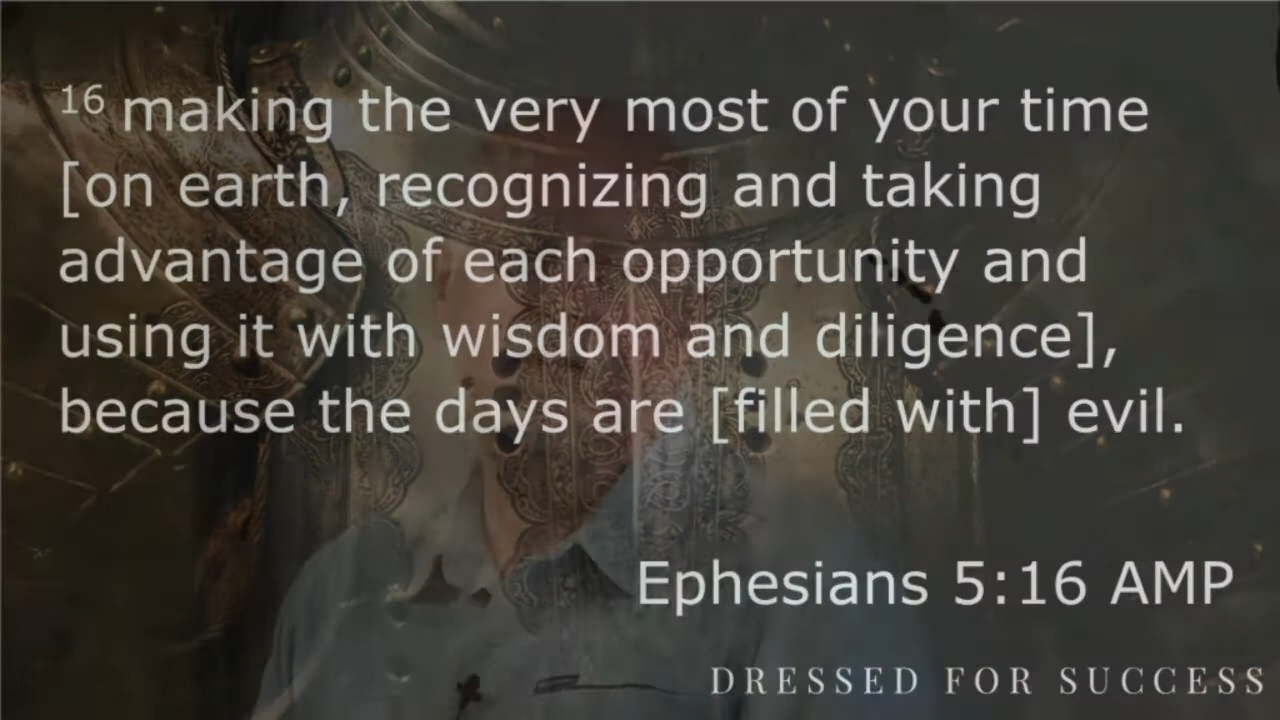 16 making the very most of your time
[on earth, recognizing and taking
advantage of each opportunity and
using it with wisdom and diligence],
because the days are [filled with] evil.
Ephesians 5:16 AMP
DRESSED FOR SUCCESS